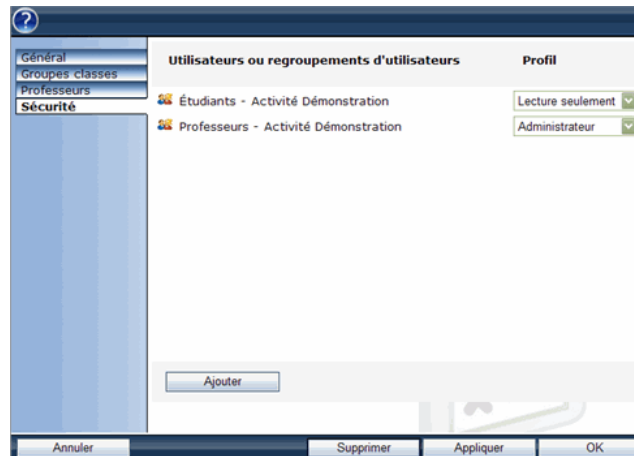 ?
Général
Groupes classes
Professeurs
Sécurité
Utilisateurs ou regroupements d'utilisateurs Profil
Étudiants - Activité Démonstration Lecture seulement
Professeurs - Activité Démonstration Administrateur
Ajouter
Annuler Supprimer Appliquer OK